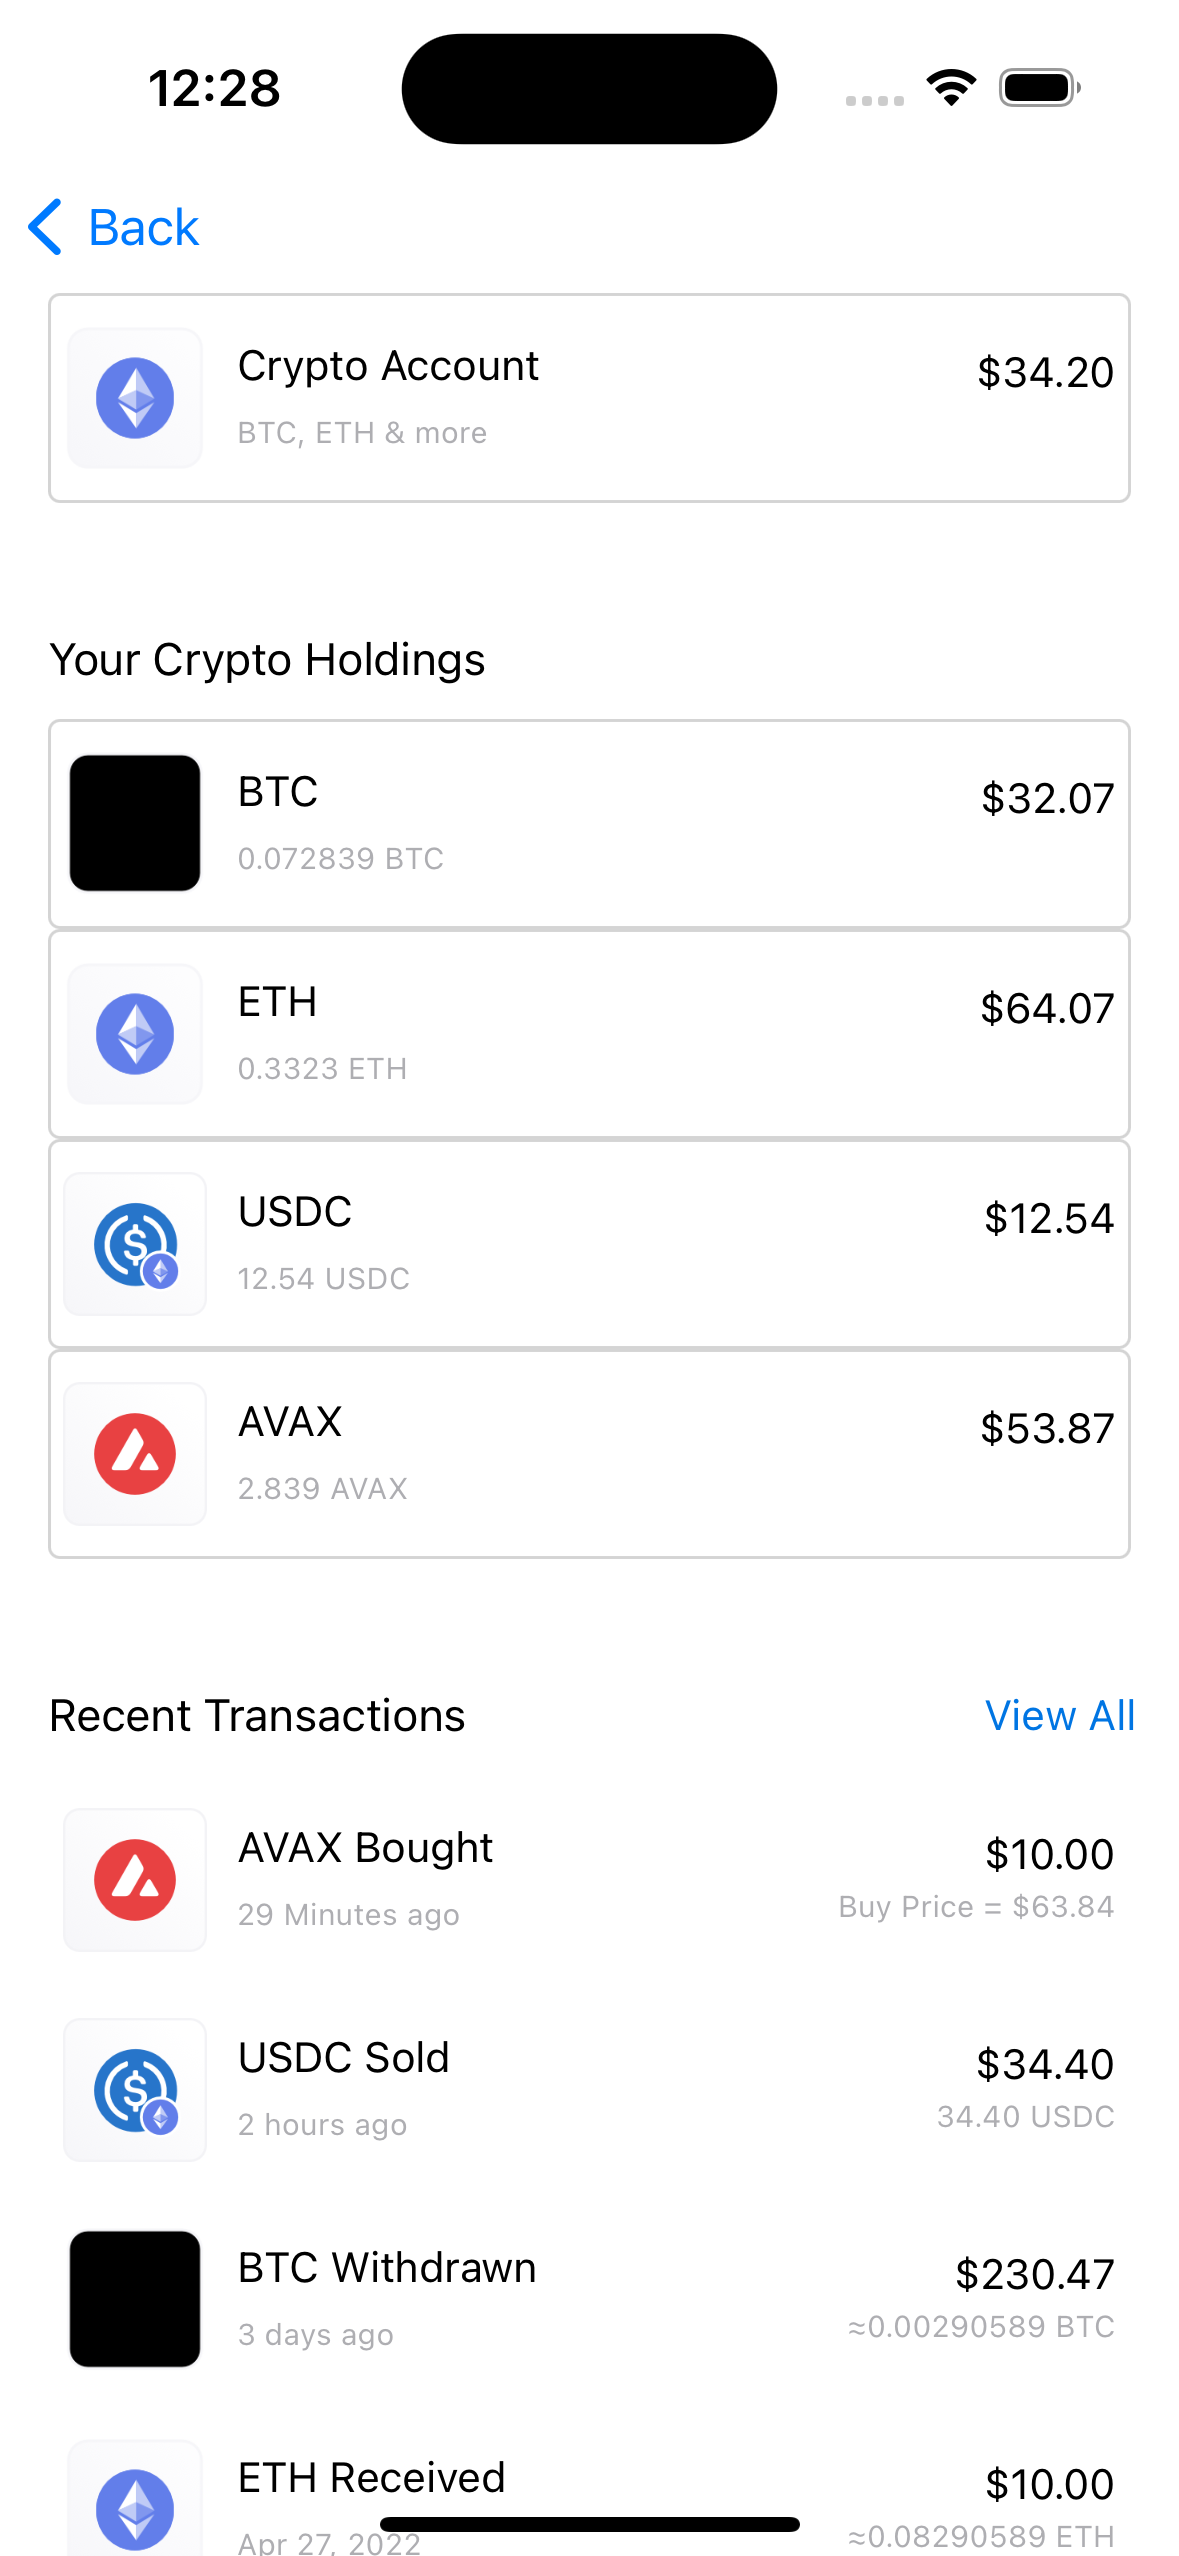 12:28
Back
Crypto Account
$34.20
BTC, ETH & more
Your Crypto Holdings
BTC
$32.07
0.072839 BTC
ETH
$64.07
0.3323 ETH
USDC
$12.54
12.54 USDC
AVAX
$53.87
2.839 AVAX
Recent Transactions
View All
AVAX Bought
$10.00
29 Minutes ago
Buy Price = $63.84
USDC Sold
$34.40
2 hours ago
34.40 USDC
BTC Withdrawn
$230.47
3 days ago
≈0.00290589 BTC
ETH Received
$10.00
Apr 27, 2022
≈0.08290589 ETH